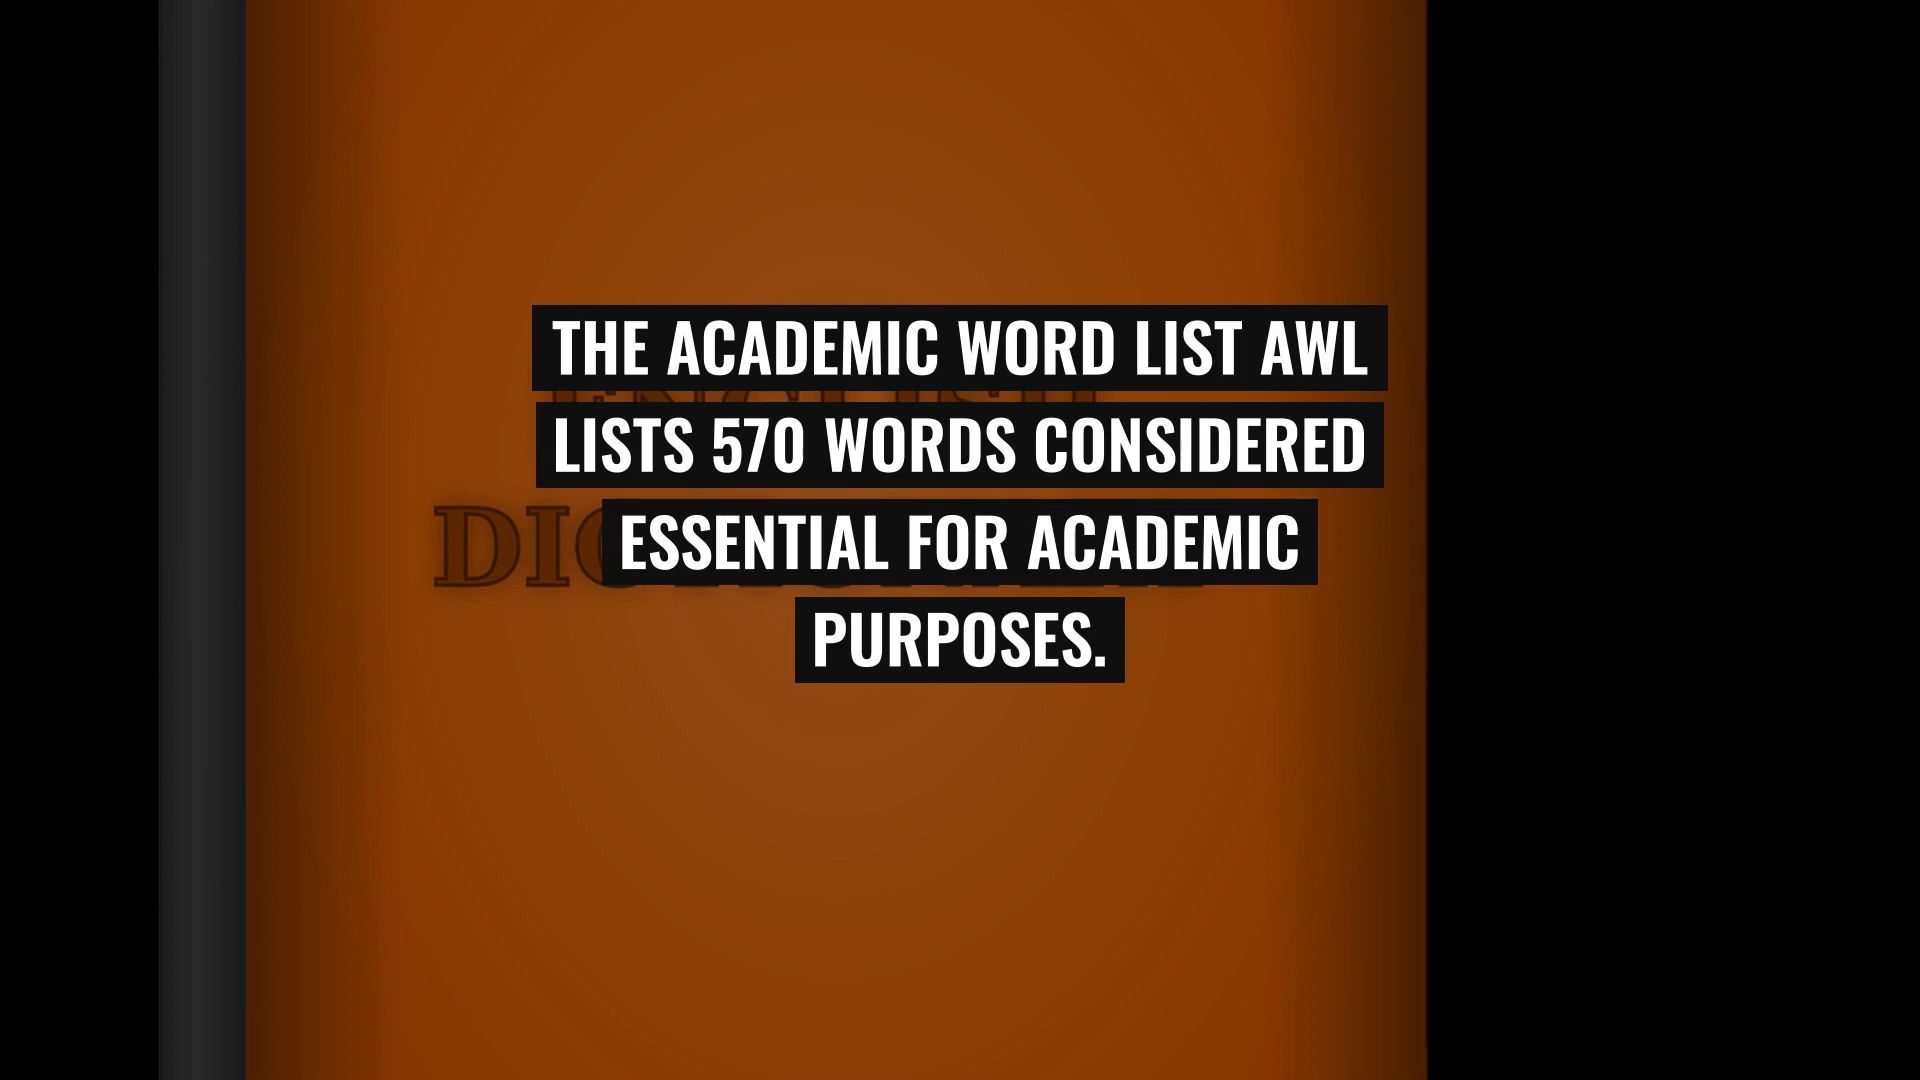 THE ACADEMIC WORD LIST AWL
LISTS 570 WORDS CONSIDERED
ESSENTIAL FOR ACADEMIC
PURPOSES.